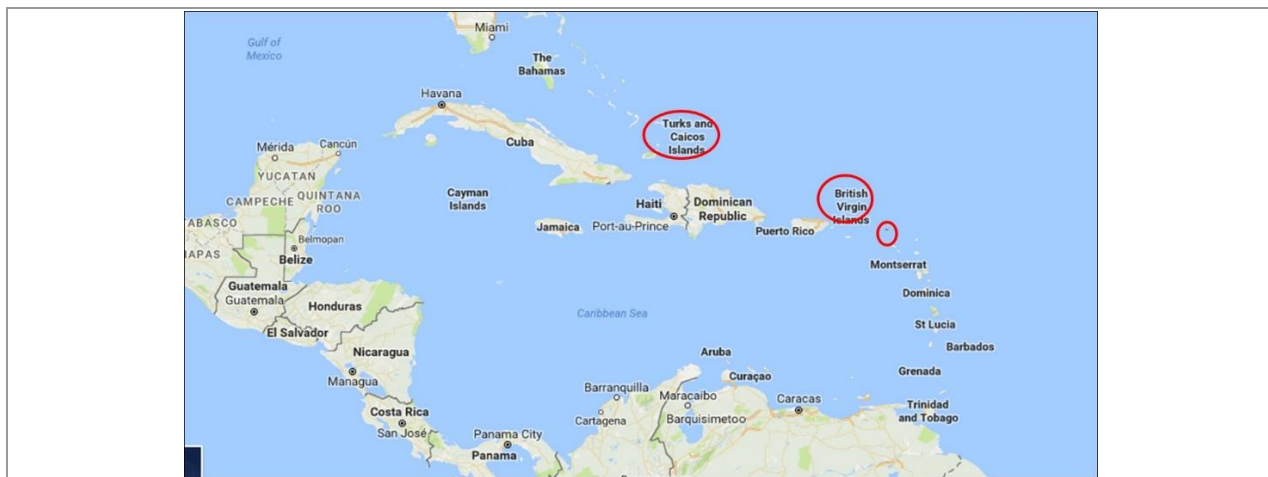 Miami
Gulf of
Mexico
The
Bahamas
Havana
Turks and
Caicos
Islands
Cuba
Mérida
Cancún
YUCATAN
CAMPECHE
QUINTANA
ROO
Cayman
Islands
Haiti
Dominican
Republic
British
Virgin
Islands
ABASCO
Jamaica
Port-au-Prince
Puerto Rico
Belmopan
IAPAS
Belize
Montserrat
Guatemala
Guatemala
Honduras
Dominica
Caribbean Sea
El Salvador
St Lucia
Nicaragua
Aruba
Barbados
Managua
Curaçao
Grenada
Barranquilla
Maracaibo
Caracas
Costa Rica
Cartagena
Barquisimeto
Trinidad
and Tobago
San José
Panama City
Panama